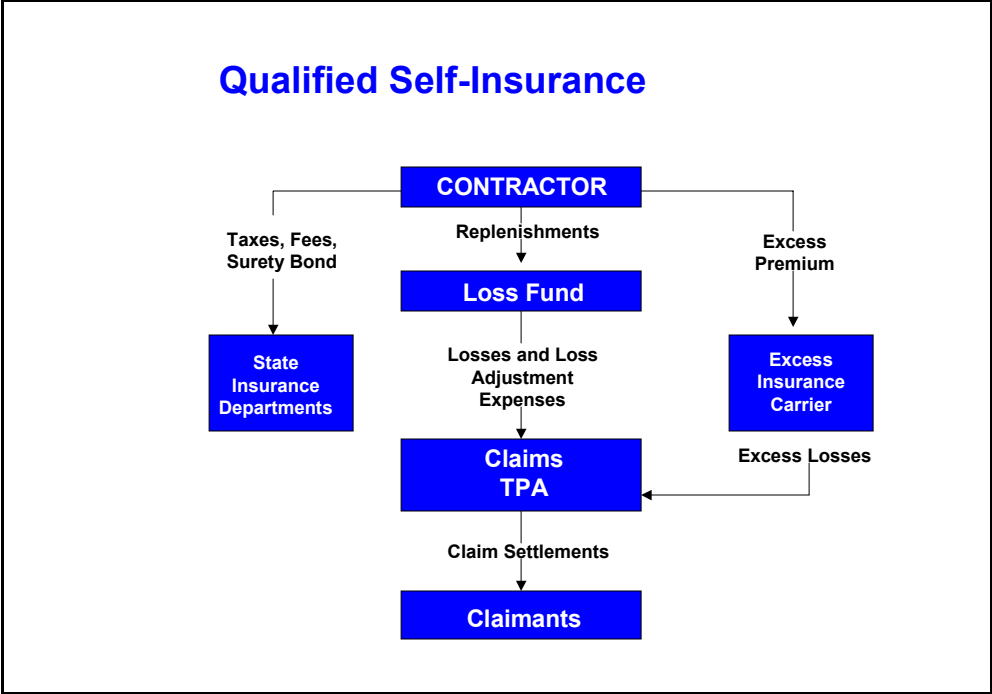 Qualified Self-Insurance
CONTRACTOR
Taxes, Fees,
Surety Bond
Replenishments
Excess
Premium
Loss Fund
State
Insurance
Departments
Losses and Loss
Adjustment
Expenses
Excess
Insurance
Carrier
Claims
TPA
Excess Losses
Claim Settlements
Claimants